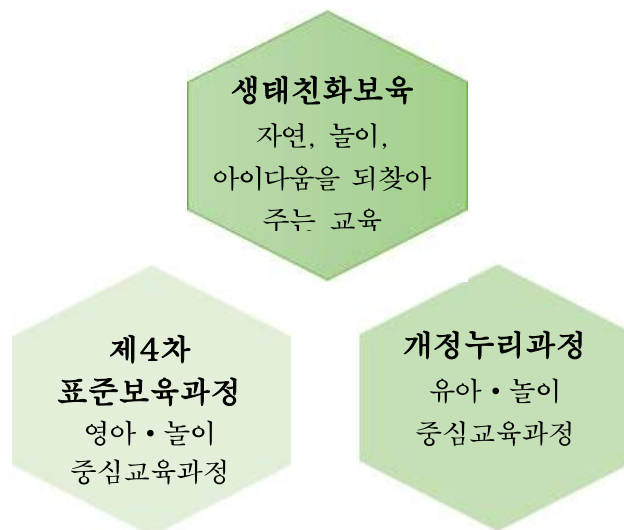 생태친화보육
자연, 놀이,
아이다움을 되찾아
주는 교육
제4차
표준보육과정
영아・놀이
중심교육과정
개정누리과정
유아・놀이
중심교육과정